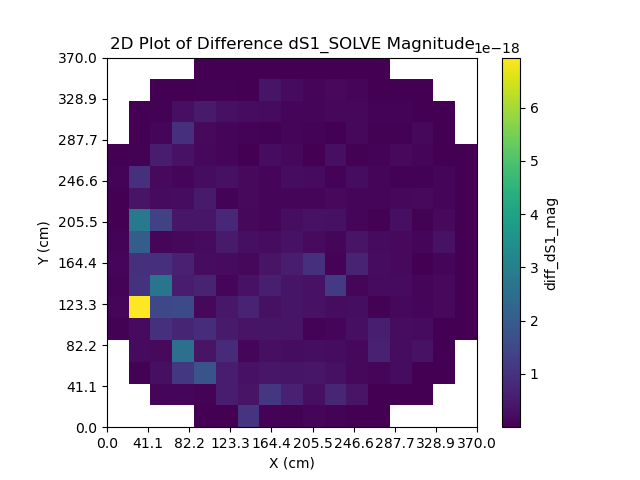 2D Plot of Difference dS1_SOLVE Magnitude
1e−18
370.0
328.9
287.7
246.6
205.5
164.4
123.3
82.2
41.1
0.0
Y (cm)
0.0 41.1 82.2 123.3 164.4 205.5 246.6 287.7 328.9 370.0
X (cm)
6
5
4
3
2
1
diff_dS1_mag